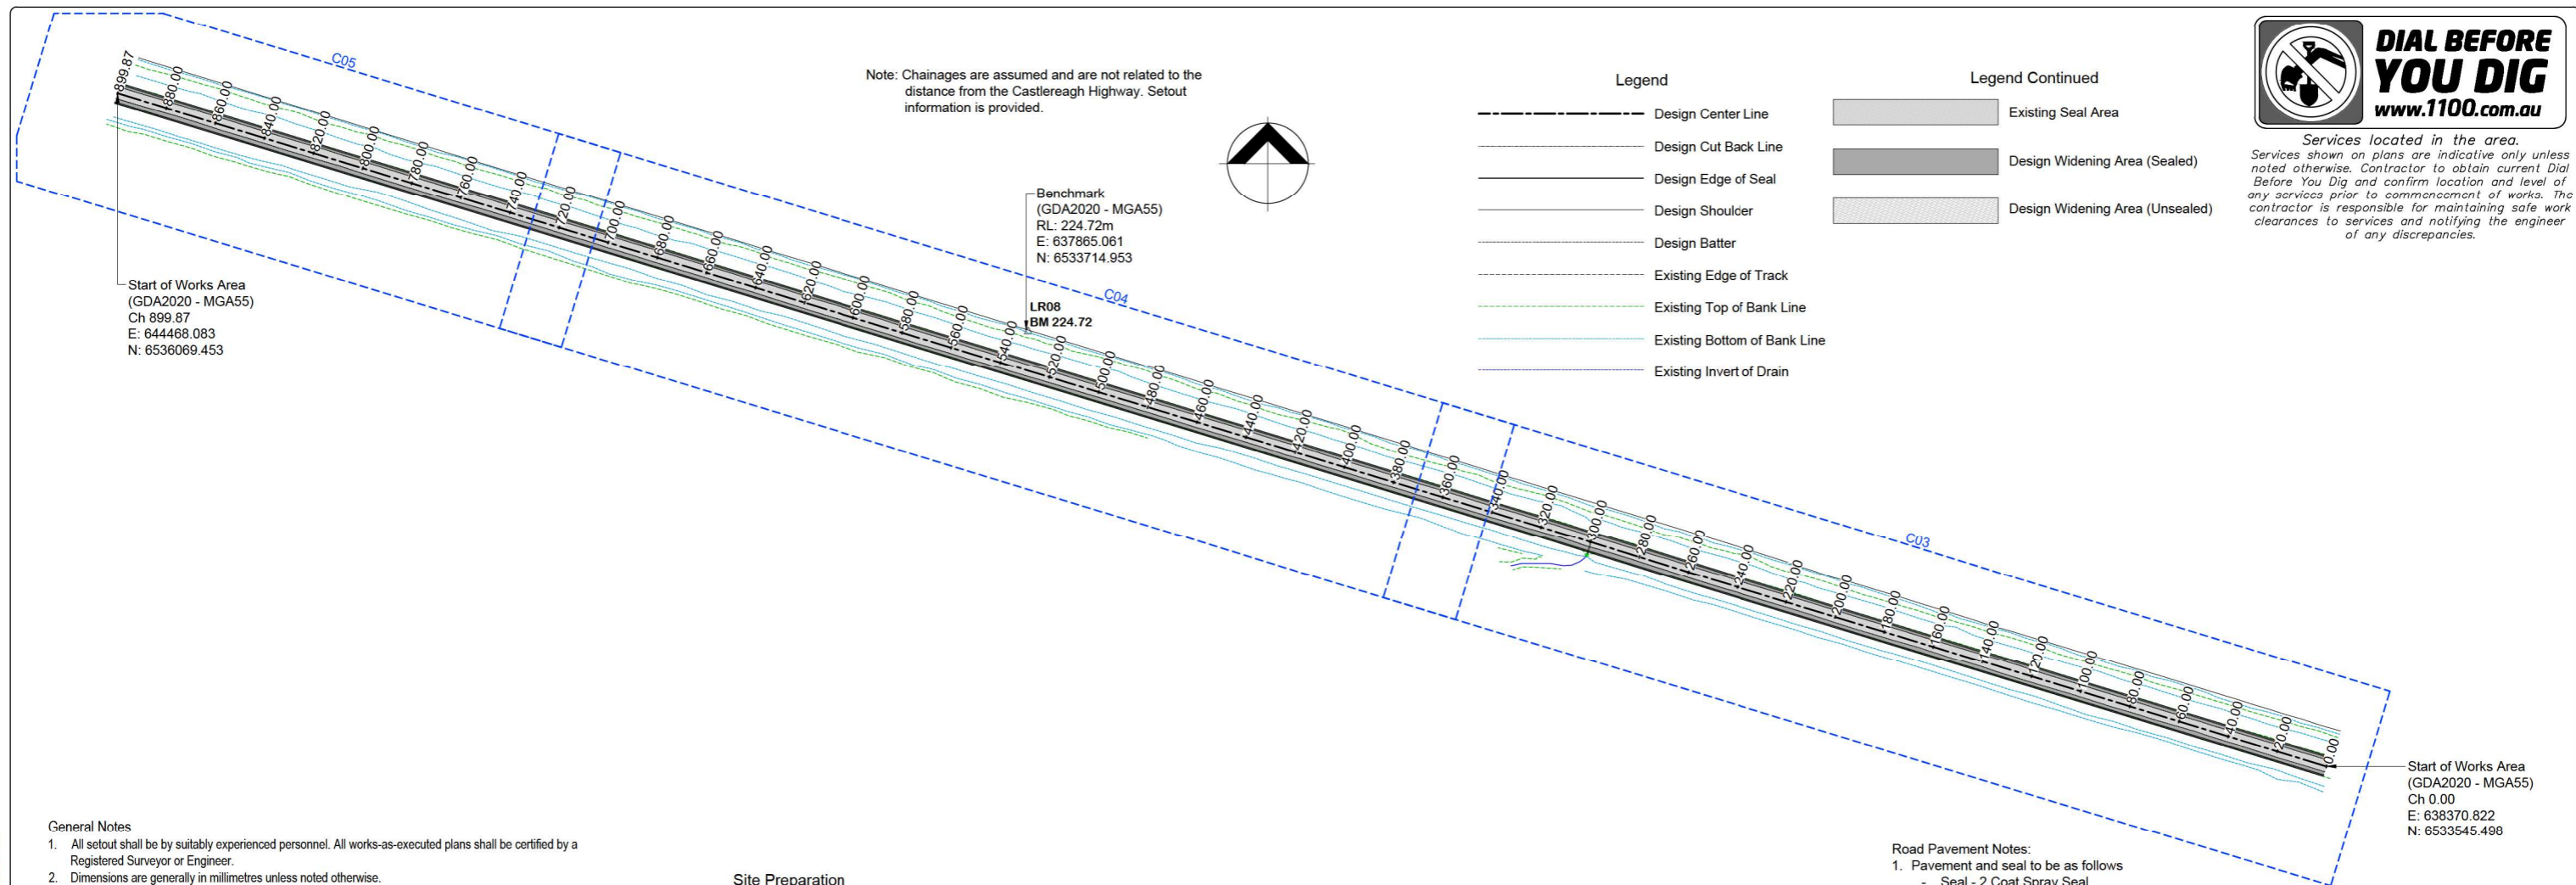 C05
Note: Chainages are assumed and are not related to the
distance from the Castlereagh Highway. Setout
information is provided.
Legend
Design Center Line
Design Cut Back Line
Design Edge of Seal
Design Shoulder
Design Batter
Existing Edge of Track
Existing Top of Bank Line
Existing Bottom of Bank Line
Existing Invert of Drain
Legend Continued
Existing Seal Area
Design Widening Area (Sealed)
Design Widening Area (Unsealed)
DIAL BEFORE
YOU DIG
www.1100.com.au
Services located in the area.
Services shown on plans are indicative only unless
noted otherwise. Contractor to obtain current Dial
Before You Dig and confirm location and level of
any services prior to commencement of works. The
contractor is responsible for maintaining safe work
clearances to services and notifying the engineer
of any discrepancies.
899.87
880.00
860.00
840.00
820.00
800.00
780.00
760.00
740.00
720.00
700.00
680.00
660.00
640.00
620.00
600.00
580.00
560.00
540.00
520.00
500.00
480.00
460.00
440.00
420.00
400.00
380.00
360.00
340.00
320.00
300.00
280.00
260.00
240.00
220.00
200.00
180.00
160.00
140.00
120.00
100.00
80.00
60.00
40.00
20.00
0.00
Benchmark
(GDA2020 - MGA55)
RL: 224.72m
E: 637865.061
N: 6533714.953
LR08
BM 224.72
C04
C03
Start of Works Area
(GDA2020 - MGA55)
Ch 899.87
E: 644468.083
N: 6536069.453
Start of Works Area
(GDA2020 - MGA55)
Ch 0.00
E: 638370.822
N: 6533545.498
General Notes
1. All setout shall be by suitably experienced personnel. All works-as-executed plans shall be certified by a
Registered Surveyor or Engineer.
2. Dimensions are generally in millimetres unless noted otherwise.
Site Preparation
Road Pavement Notes:
1. Pavement and seal to be as follows
- Seal - 2 Coat Spray Seal